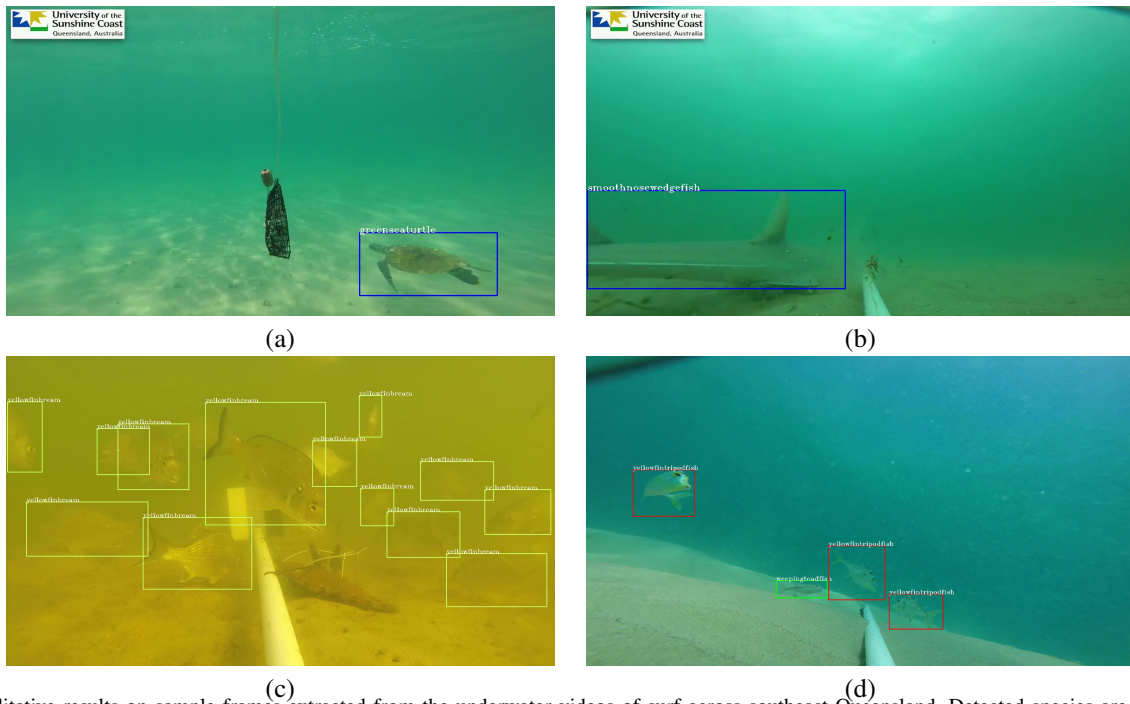 University of the
Sunshine Coast
Queensland, Australia
greenseaturtle
(a)
University of the
Sunshine Coast
Queensland, Australia
smoothnosewedgefish
(b)
yellowfinbream
yellowfinbream
yellowfinbream
yellowfinbream
yellowfinbream
yellowfinbream
yellowfinbream
yellowfinbream
yellowfinbream
yellowfinbream
yellowfinbream
yellowfinbream
yellowfinbream
(c)
yellowfintripodfish
yellowfintripodfish
weepingtoadfish
yellowfintripodfish
(d)
results on sample frames extracted from the underwater videos of surf across southeast Queensland. Detected species are